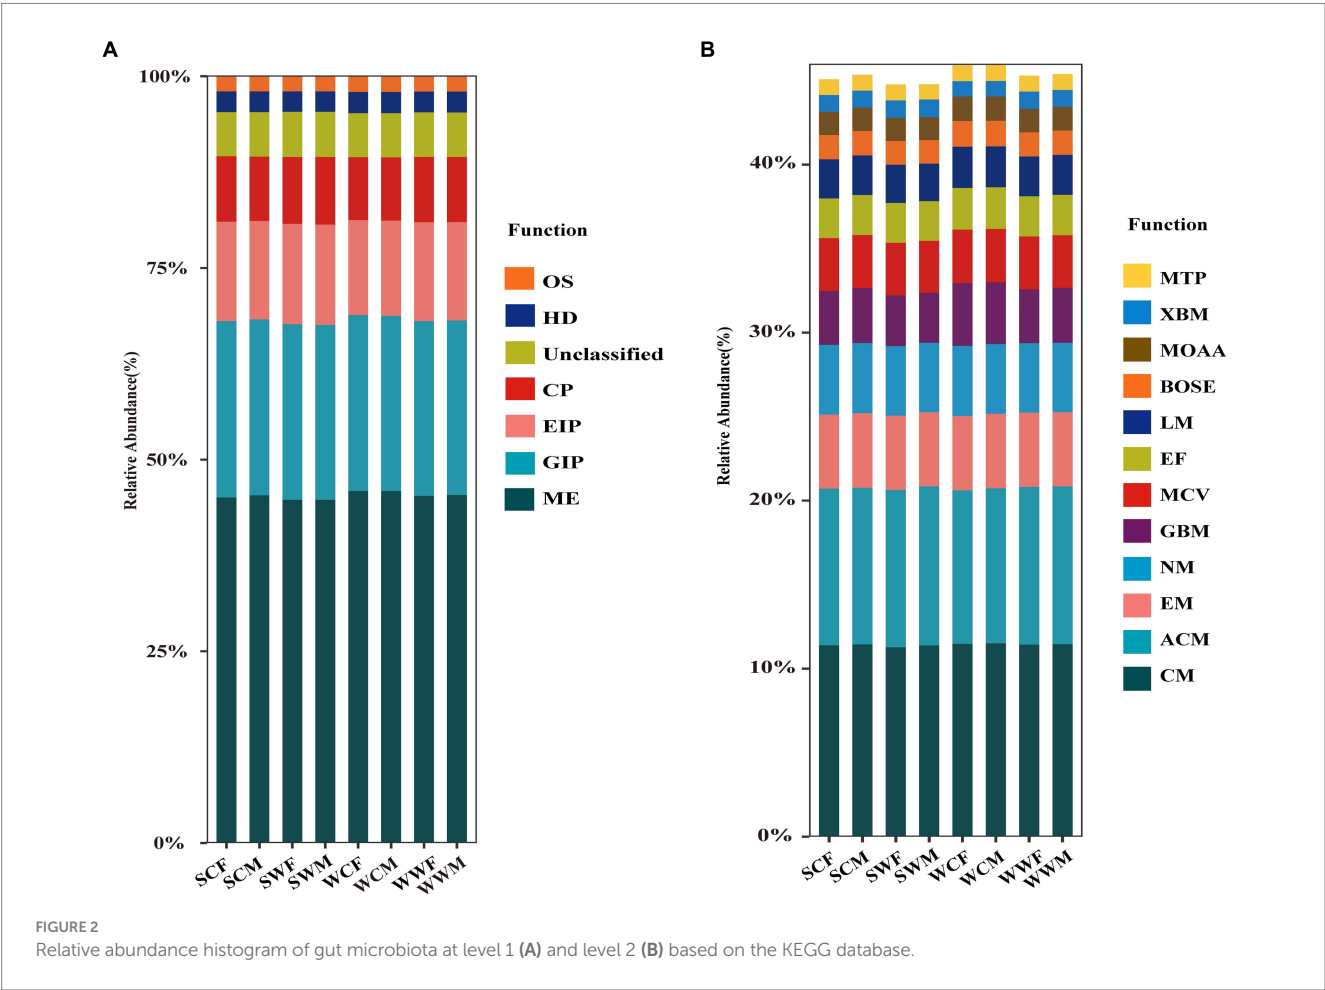 A
100%
75%
50%
25%
0%
Relative Abundance(%)
SCF
SCM
SWF
SWM
WCF
WCM
WWF
WWM
Function
OS
HD
Unclassified
CP
EIP
GIP
ME
B
40%
30%
20%
10%
0%
Relative Abundance(%)
SCF
SCM
SWF
SWM
WCF
WCM
WWF
WWM
Function
MTP
XBM
MOAA
BOSE
LM
EF
MCV
GBM
NM
EM
ACM
CM
FIGURE 2
Relative abundance histogram of gut microbiota at level 1 (A) and level 2 (B) based on the KEGG database.